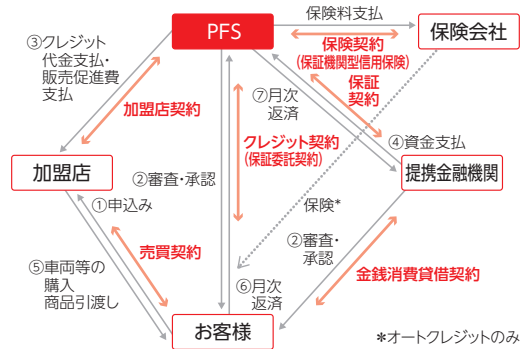 PFS
保険料支払
保険会社
③クレジット
代金支払・
販売促進費
支払
保険契約
(保証機関型信用保険)
保証
契約
加盟店契約
⑦月次
返済
クレジット契約
(保証委託契約)
④資金支払
加盟店
②審査・承認
提携金融機関
①申込み
保険*
売買契約
②審査・
承認
⑤車両等の
購入
商品引渡し
⑥月次
返済
金銭消費貸借契約
お客様
*オートクレジットのみ